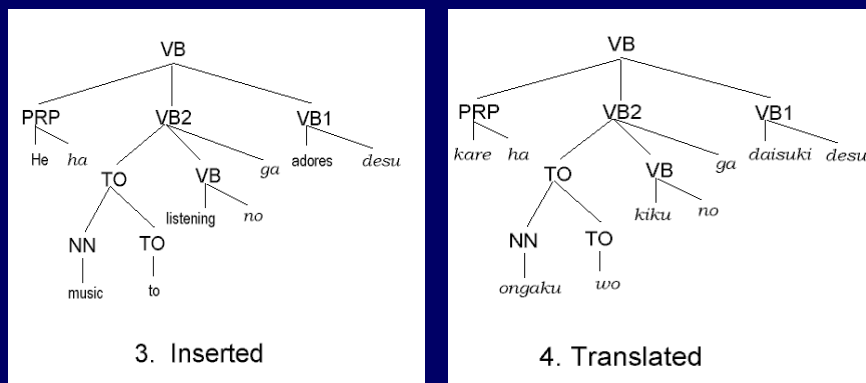 VB
PRP VB2 VB1
He ha TO VB ga adores desu
listening no
NN TO
music to
3. Inserted
VB
PRP VB2 VB1
kare ha TO VB ga daisuki desu
kiku no
NN TO
ongaku wo
4. Translated